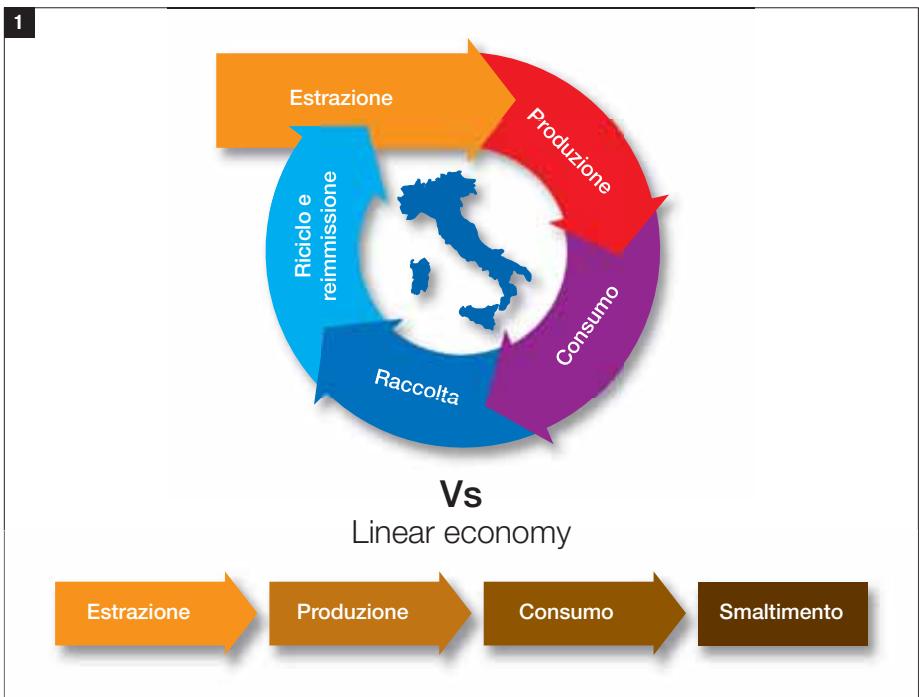 1
Estrazione
Produzione
Consumo
Raccolta
Riciclo e
reimmissione
Vs
Linear economy
Estrazione
Produzione
Consumo
Smaltimento